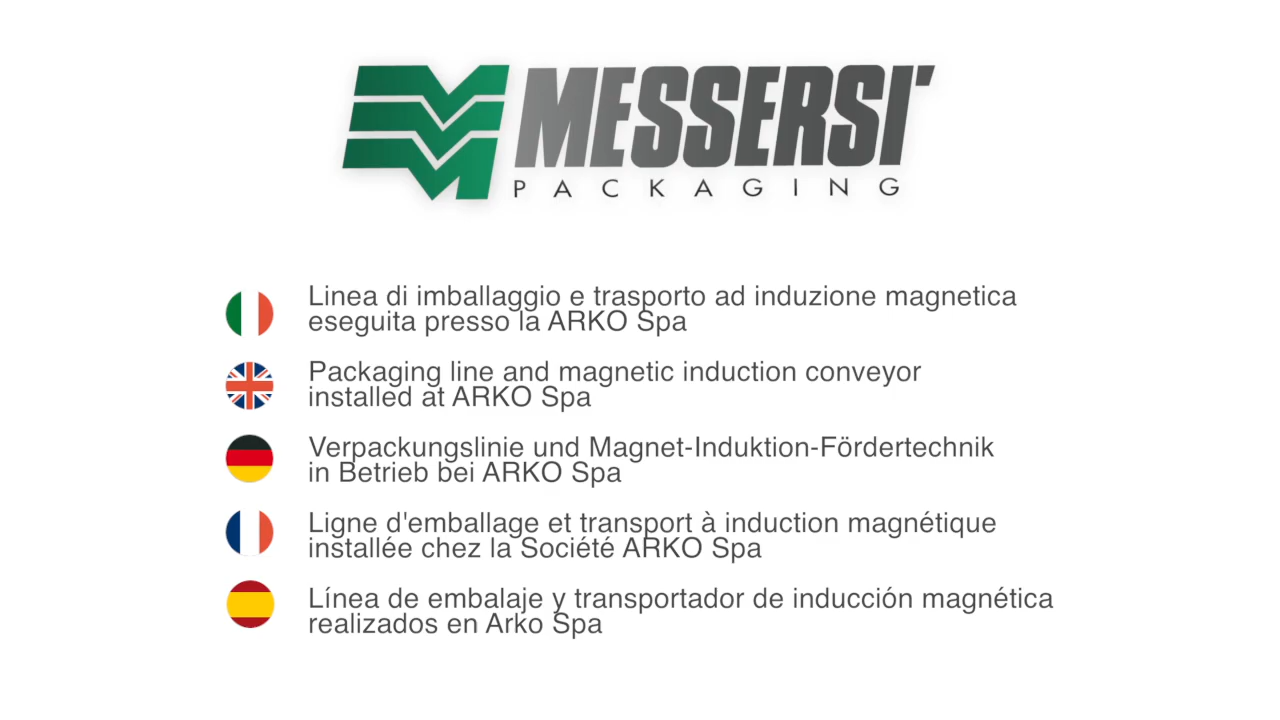 MESSERSI'
PACKAGING
Linea di imballaggio e trasporto ad induzione magnetica
eseguita presso la ARKO Spa
Packaging line and magnetic induction conveyor
installed at ARKO Spa
Verpackungslinie und Magnet-Induktion-Fördertechnik
in Betrieb bei ARKO Spa
Ligne d'emballage et transport à induction magnétique
installée chez la Société ARKO Spa
Línea de embalaje y transportador de inducción magnética
realizados en Arko Spa